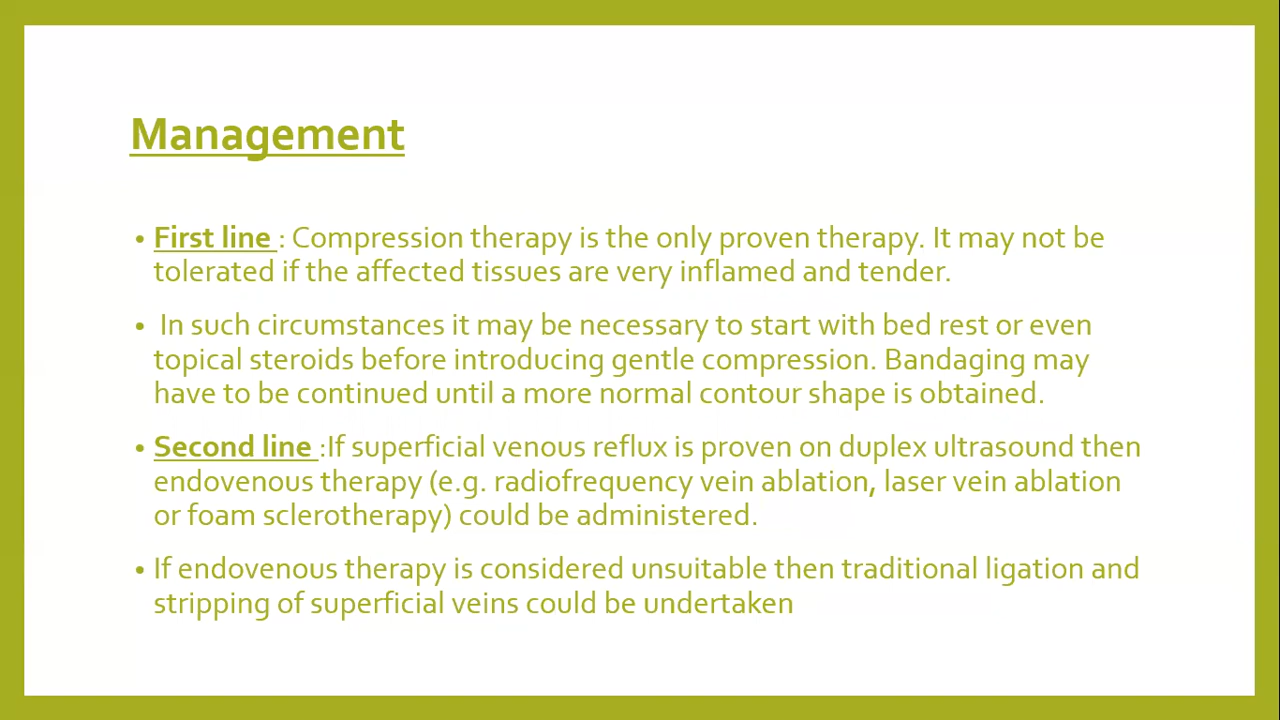 Management
• First line : Compression therapy is the only proven therapy. It may not be
tolerated if the affected tissues are very inflamed and tender.
• In such circumstances it may be necessary to start with bed rest or even
topical steroids before introducing gentle compression. Bandaging may
have to be continued until a more normal contour shape is obtained.
• Second line :If superficial venous reflux is proven on duplex ultrasound then
endovenous therapy (e.g. radiofrequency vein ablation, laser vein ablation
or foam sclerotherapy) could be administered.
• If endovenous therapy is considered unsuitable then traditional ligation and
stripping of superficial veins could be undertaken